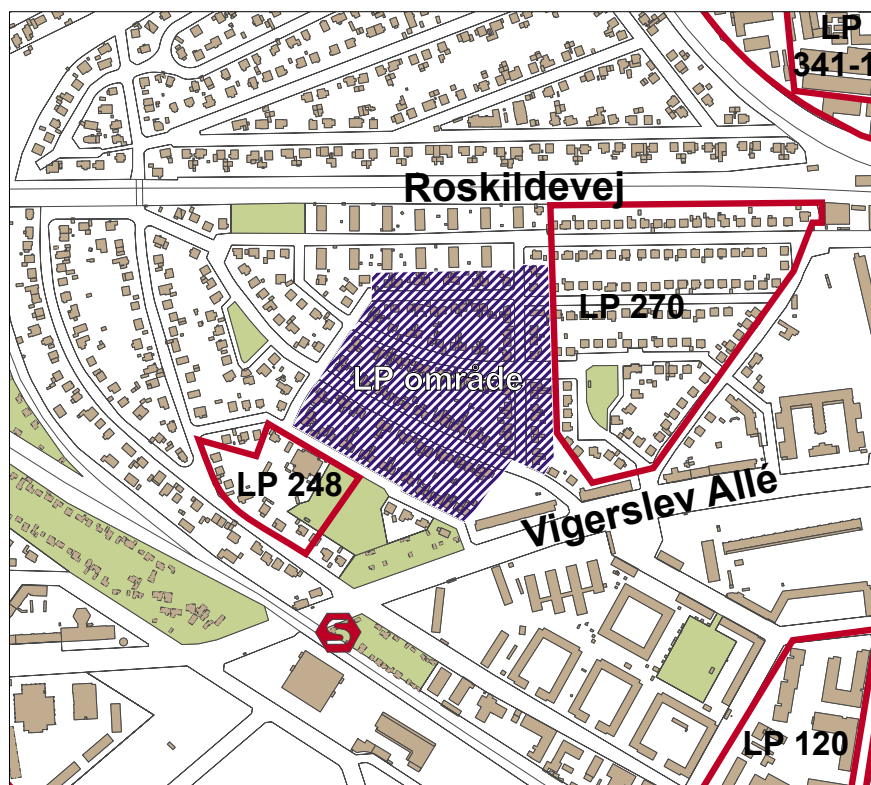 LP
341-1
Roskildevej
LP 270
LP område
LP 248
Vigerslev Allé
S
LP 120